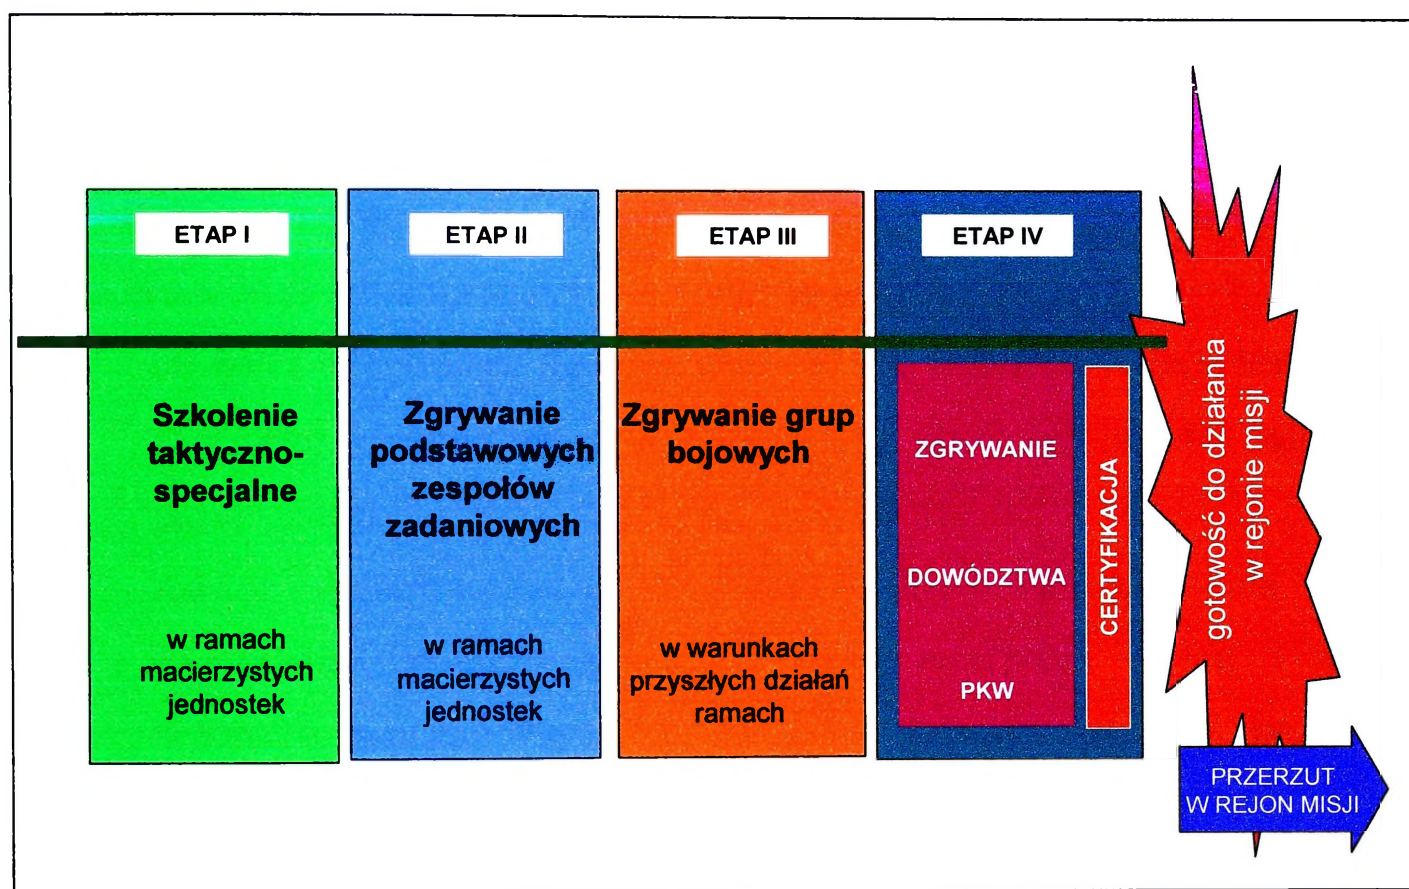 ETAP I
Szkolenie
taktyczno-
specjalne
w ramach
macierzystych
jednostek
ETAP II
Zgrywanie
podstawowych
zespołów
zadaniowych
w ramach
macierzystych
jednostek
ETAP III
Zgrywanie grup
bojowych
w warunkach
przyszłych działań
ramach
ETAP IV
ZGRYWANIE
DOWÓDZTWA
PKW
CERTYFIKACJA
gotowość do działania
w rejonie misji
PRZERZUT
W REJON MISJI